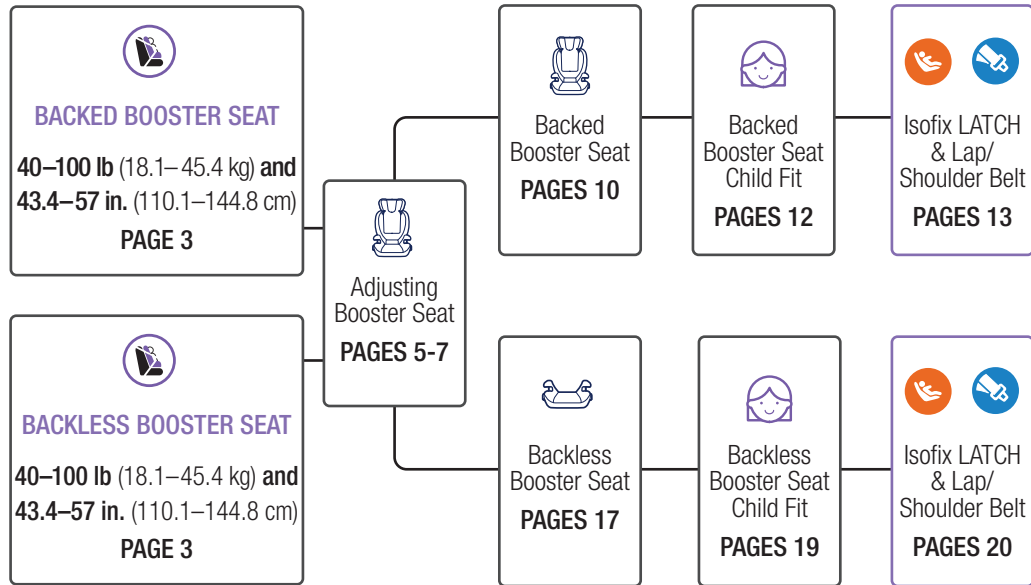 BACKED BOOSTER SEAT
40–100 lb (18.1–45.4 kg) and
43.4–57 in. (110.1–144.8 cm)
PAGE 3
BACKLESS BOOSTER SEAT
40–100 lb (18.1–45.4 kg) and
43.4–57 in. (110.1–144.8 cm)
PAGE 3
Adjusting
Booster Seat
PAGES 5-7
Backed
Booster Seat
PAGES 10
Backed
Booster Seat
Child Fit
PAGES 12
Isofix LATCH
& Lap/
Shoulder Belt
PAGES 13
Backless
Booster Seat
PAGES 17
Backless
Booster Seat
Child Fit
PAGES 19
Isofix LATCH
& Lap/
Shoulder Belt
PAGES 20